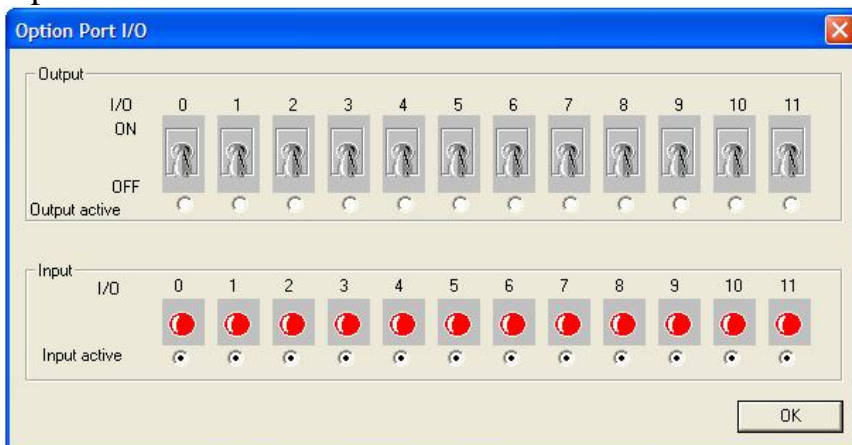 Option Port I/O
Output
I/O 0 1 2 3 4 5 6 7 8 9 10 11
ON
OFF
Output active
Input
I/O 0 1 2 3 4 5 6 7 8 9 10 11
Input active
OK